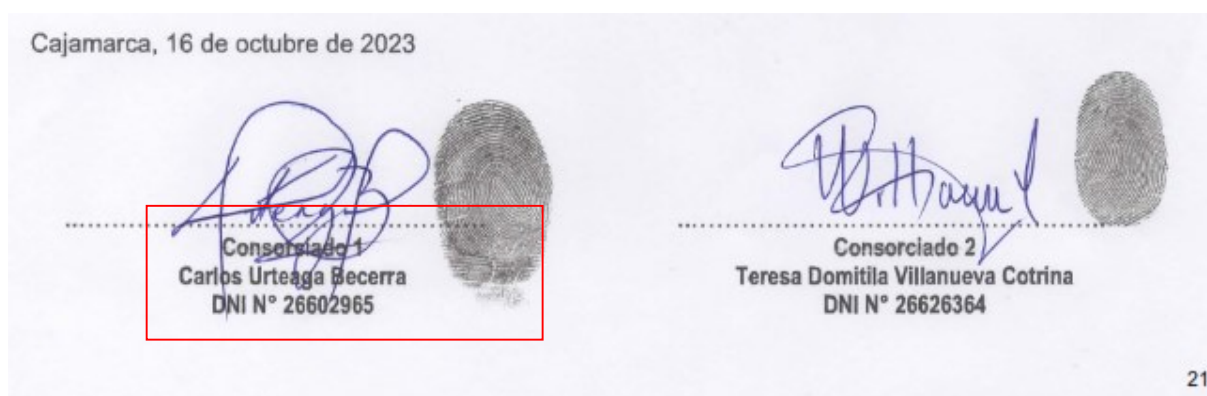 Cajamarca, 16 de octubre de 2023
Consorciado 1
Carlos Urteaga Becerra
DNI N° 26602965
Consorciado 2
Teresa Domitila Villanueva Cotrina
DNI N° 26626364
21